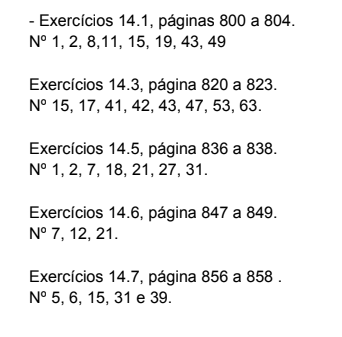 - Exercícios 14.1, páginas 800 a 804.
Nº 1, 2, 8,11, 15, 19, 43, 49
Exercícios 14.3, página 820 a 823.
Nº 15, 17, 41, 42, 43, 47, 53, 63.
Exercícios 14.5, página 836 a 838.
Nº 1, 2, 7, 18, 21, 27, 31.
Exercícios 14.6, página 847 a 849.
Nº 7, 12, 21.
Exercícios 14.7, página 856 a 858 .
Nº 5, 6, 15, 31 e 39.